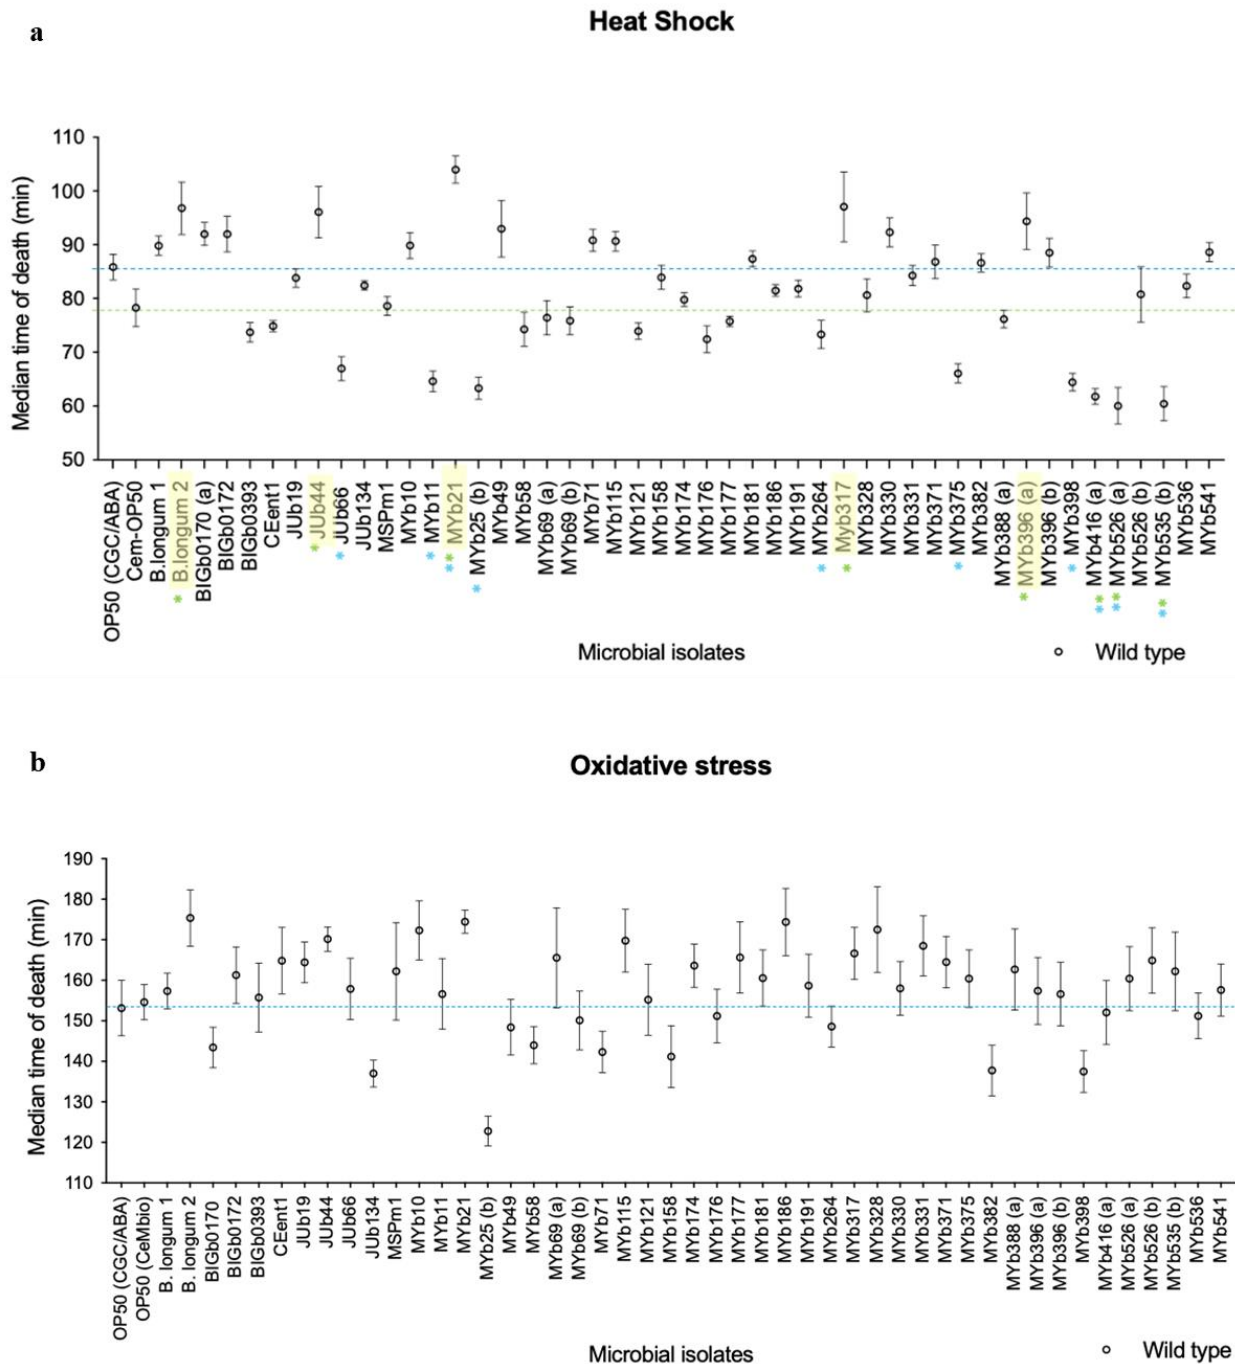 a
Heat Shock
Median time of death (min)
110
100
90
80
70
60
50
OP50 (CGC/ABA)
Cem-OP50
B.longum 1
B.longum 2
BIGb0170 (a)
BIGb0172
BIGb0393
CEent1
JUb19
JUb44
JUb66
JUb134
MSPm1
MYb10
MYb11
MYb21
MYb25 (b)
MYb49
MYb58
MYb69 (a)
MYb69 (b)
MYb71
MYb115
MYb121
MYb158
MYb174
MYb176
MYb177
MYb181
MYb186
MYb191
MYb264
Myb317
MYb328
MYb330
MYb331
MYb371
MYb375
MYb382
MYb388 (a)
MYb396 (a)
MYb396 (b)
MYb398
MYb416 (a)
MYb526 (a)
MYb526 (b)
MYb535 (b)
MYb536
MYb541
Microbial isolates
Wild type
b
Oxidative stress
Median time of death (min)
190
180
170
160
150
140
130
120
110
OP50 (CGC/ABA)
OP50 (CeMbio)
B. longum 1
B. longum 2
BIGb0170
BIGb0172
BIGb0393
CEent1
JUb19
JUb44
JUb66
JUb134
MSPm1
MYb10
MYb11
MYb21
MYb25 (b)
MYb49
MYb58
MYb69 (a)
MYb69 (b)
MYb71
MYb115
MYb121
MYb158
MYb174
MYb176
MYb177
MYb181
MYb186
MYb191
MYb264
MYb317
MYb328
MYb330
MYb331
MYb371
MYb375
MYb382
MYb388 (a)
MYb396 (a)
MYb396 (b)
MYb398
MYb416 (a)
MYb526 (a)
MYb526 (b)
MYb535 (b)
MYb536
MYb541
Microbial isolates
Wild type